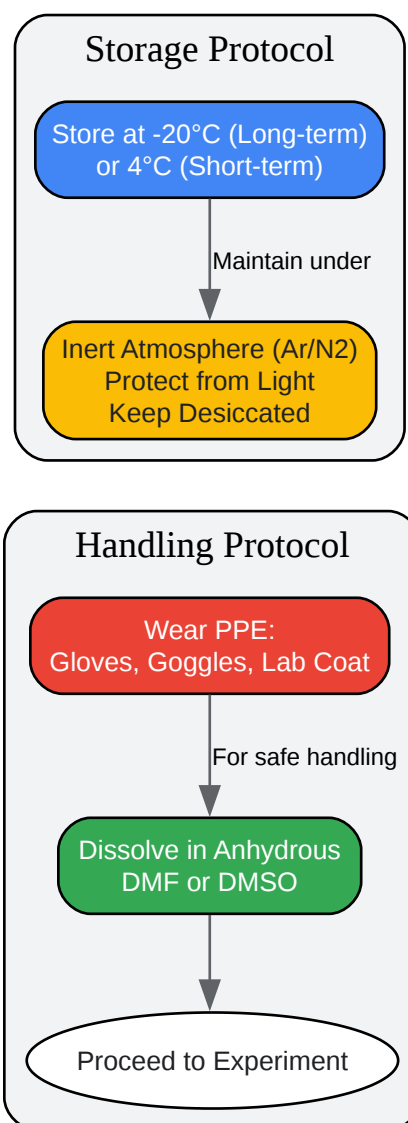 Storage Protocol
Store at -20°C (Long-term)
or 4°C (Short-term)
Maintain under
Inert Atmosphere (Ar/N2)
Protect from Light
Keep Desiccated
Handling Protocol
Wear PPE:
Gloves, Goggles, Lab Coat
For safe handling
Dissolve in Anhydrous
DMF or DMSO
Proceed to Experiment